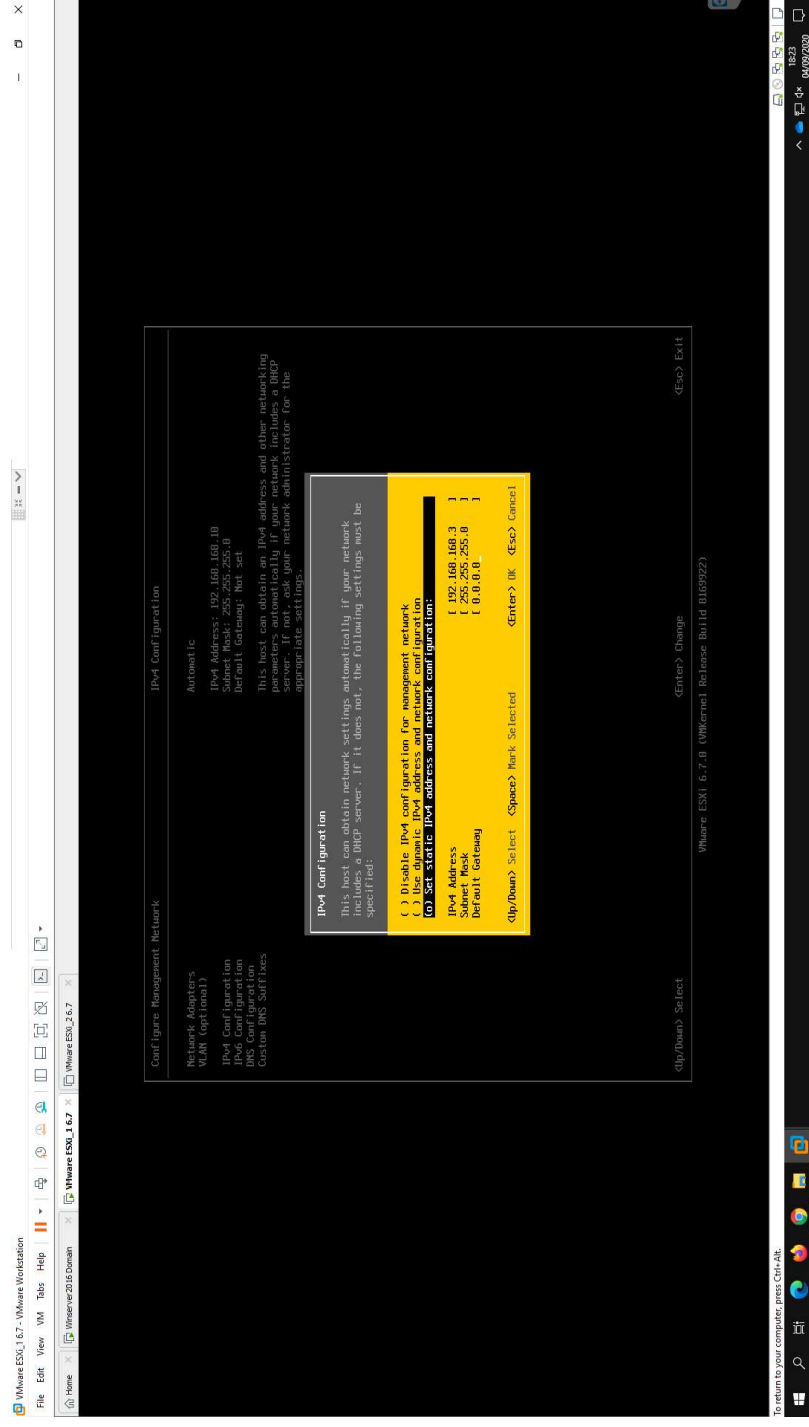 VMware ESXi_1 6.7 - VMware Workstation
File Edit View VM Tabs Help
Home
Winserver2016 Domain
VMware ESXi_1 6.7
VMware ESXi_2 6.7
Configure Management Network
Network Adapters
VLAN (optional)
IPv4 Configuration
IPv6 Configuration
DNS Configuration
Custom DNS Suffixes
IPv4 Configuration
Automatic
IPv4 Address: 192.168.168.10
Subnet Mask: 255.255.255.0
Default Gateway: Not set
This host can obtain an IPv4 address and other networking
parameters automatically if your network includes a DHCP
server. If not, ask your network administrator for the
appropriate settings.
IPv4 Configuration
This host can obtain network settings automatically if your network
includes a DHCP server. If it does not, the following settings must be
specified:
( ) Disable IPv4 configuration for management network
( ) Use dynamic IPv4 address and network configuration
(o) Set static IPv4 address and network configuration:
IPv4 Address [ 192.168.168.3 ]
Subnet Mask [ 255.255.255.0 ]
Default Gateway [ 0.0.0.0_ ]
<Up/Down> Select <Space> Mark Selected <Enter> OK <Esc> Cancel
<Up/Down> Select <Enter> Change <Esc> Exit
VMware ESXi 6.7.0 (VMKernel Release Build 8169922)
To return to your computer, press Ctrl+Alt.
18:23
04/09/2020